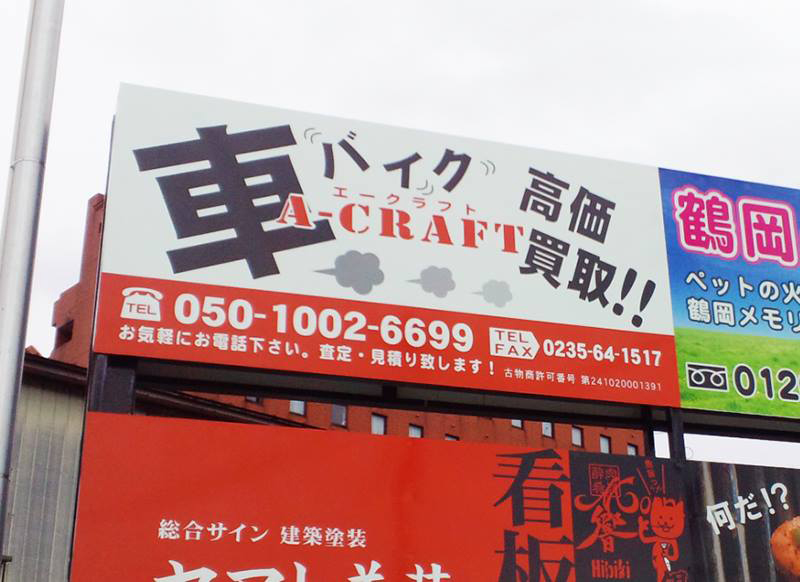 車 バイク 高価
買取!!
エークラフト
A-CRAFT
TEL 050-1002-6699 TEL FAX 0235-64-1517
お気軽にお電話下さい。査定・見積り致します! 古物商許可番号 第241020001391
鶴岡
ペットの火
鶴岡メモリ
012
総合サイン 建築塗装
看板
響
Hibiki
何だ!?